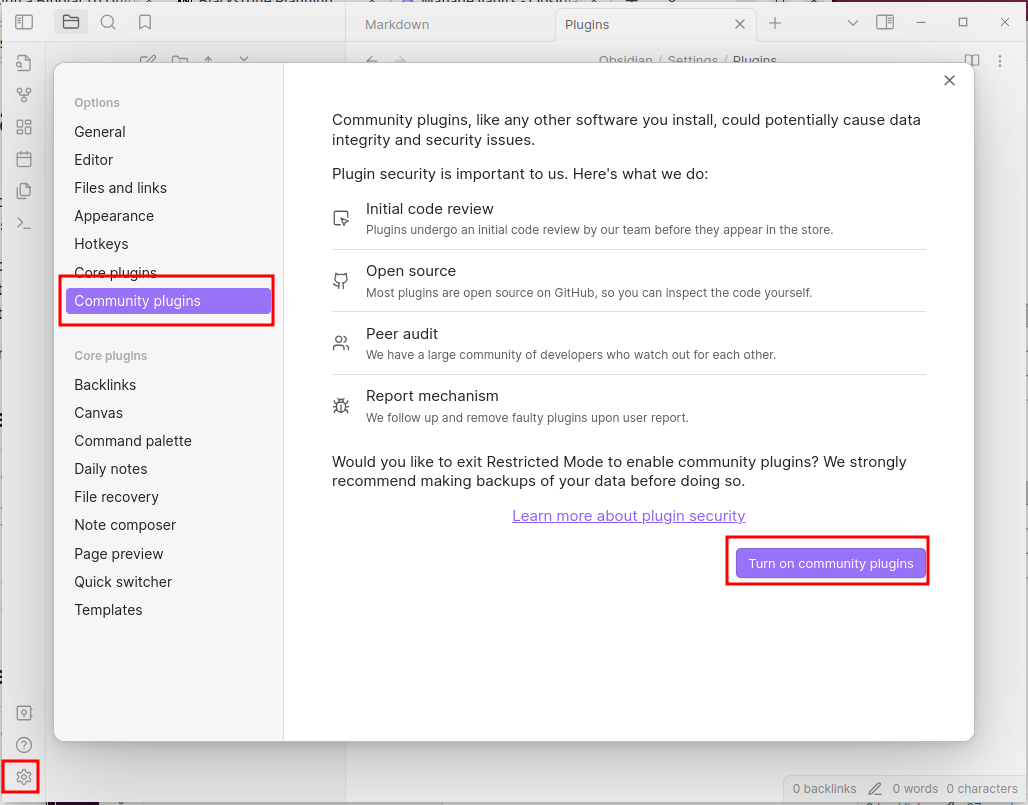 Markdown
Plugins
Obsidian / Settings / Plugins
Options
General
Editor
Files and links
Appearance
Hotkeys
Core plugins
Community plugins
Core plugins
Backlinks
Canvas
Command palette
Daily notes
File recovery
Note composer
Page preview
Quick switcher
Templates
Community plugins, like any other software you install, could potentially cause data
integrity and security issues.
Plugin security is important to us. Here's what we do:
Initial code review
Plugins undergo an initial code review by our team before they appear in the store.
Open source
Most plugins are open source on GitHub, so you can inspect the code yourself.
Peer audit
We have a large community of developers who watch out for each other.
Report mechanism
We follow up and remove faulty plugins upon user report.
Would you like to exit Restricted Mode to enable community plugins? We strongly
recommend making backups of your data before doing so.
Learn more about plugin security
Turn on community plugins
0 backlinks 0 words 0 characters